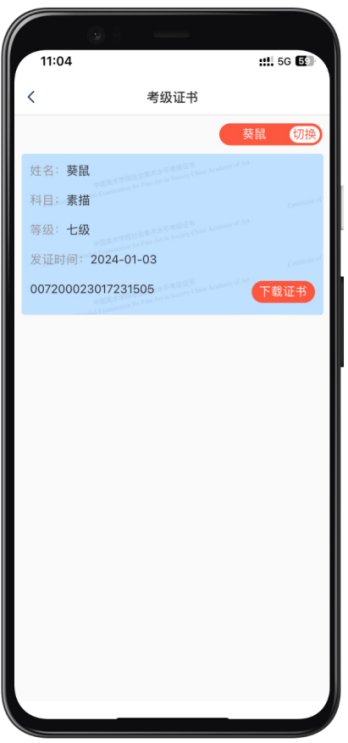 11:04
5G 59
考级证书
葵鼠 切换
姓名：葵鼠
科目：素描
等级：七级
发证时间：2024-01-03
007200023017231505
下载证书